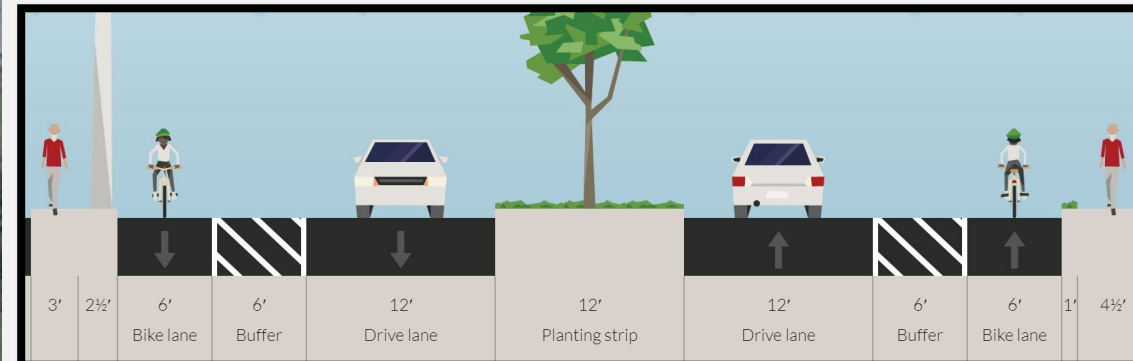 3′ 2½′ 6′ 6′ 12′ 12′ 12′ 6′ 6′ 1′ 4½′
Bike lane Buffer Drive lane Planting strip Drive lane Buffer Bike lane